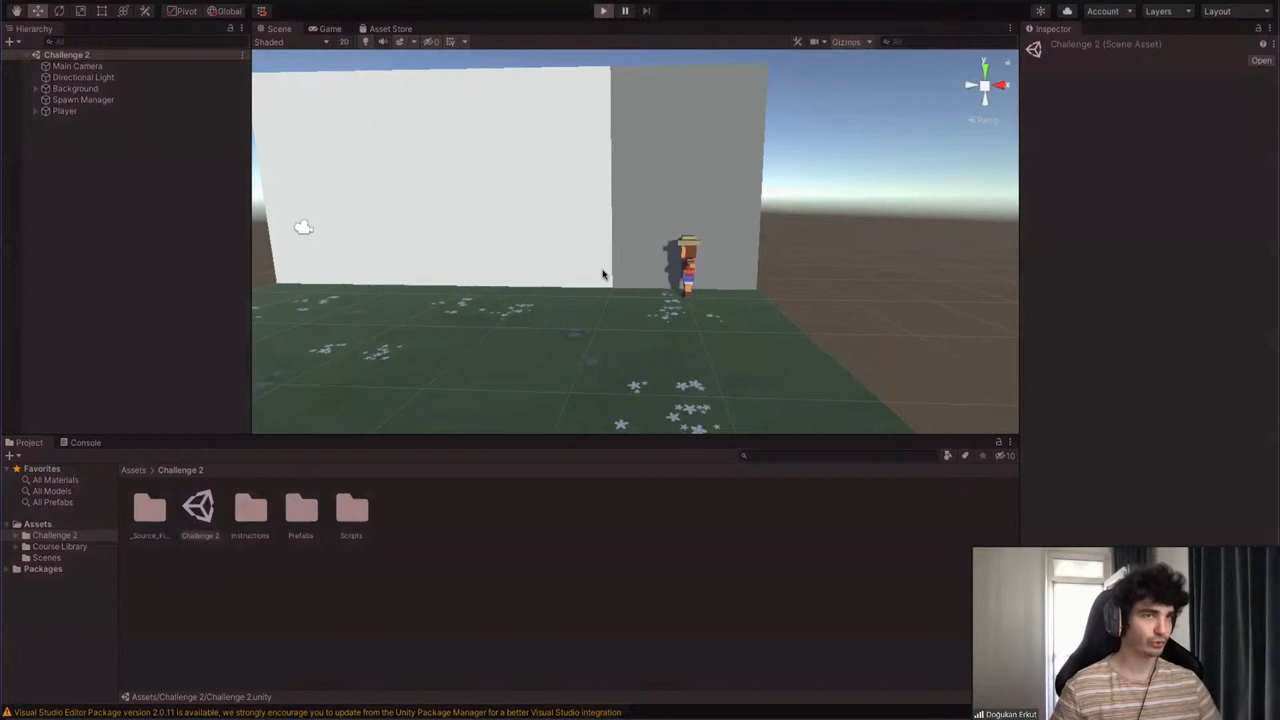 Pivot Global Account Layers Layout
Hierarchy Scene Game Asset Store Inspector
All Shaded 2D 0 Gizmos All Challenge 2 (Scene Asset)
Open
Challenge 2
Main Camera
Directional Light
Background
Spawn Manager
Player
y
x
Persp
Project Console
10
Favorites Assets > Challenge 2
All Materials
All Models
All Prefabs
Assets
Challenge 2 _Source_Fi... Challenge 2 Instructions Prefabs Scripts
Course Library
Scenes
Packages
Assets/Challenge 2/Challenge 2.unity
Visual Studio Editor Package version 2.0.11 is available, we strongly encourage you to update from the Unity Package Manager for a better Visual Studio integration
Doğukan Erkut